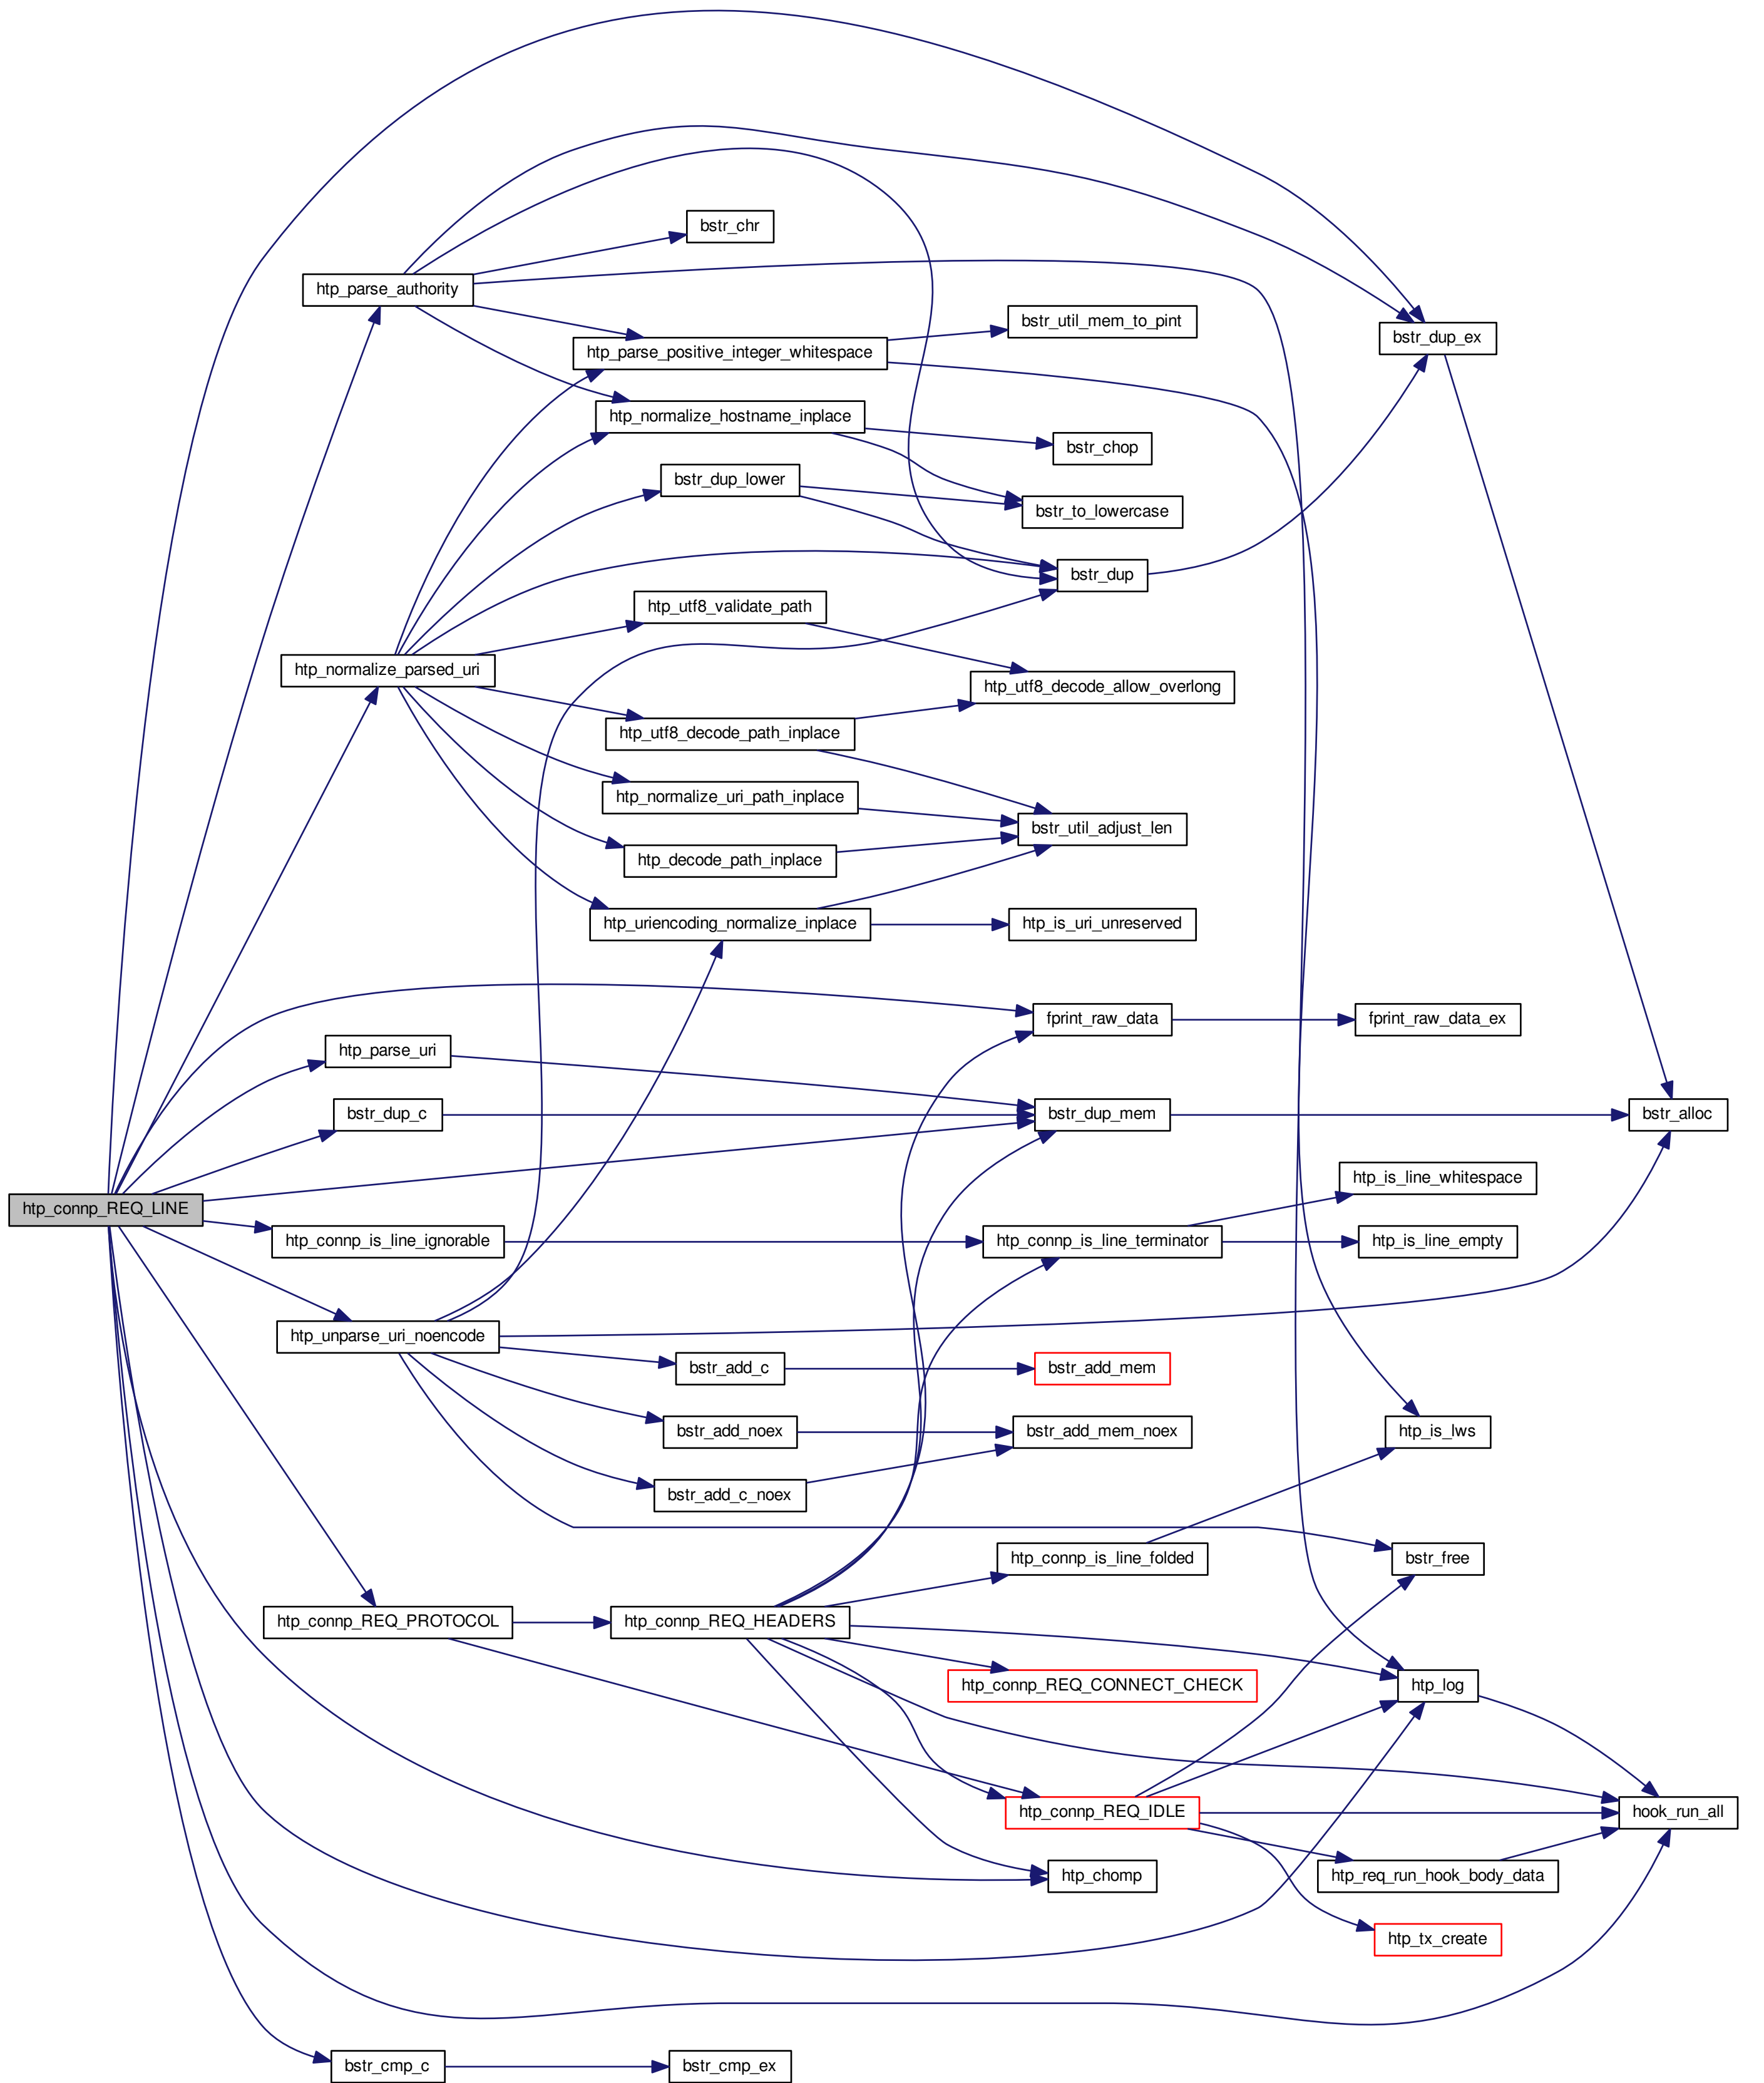 bstr_chr
htp_parse_authority
bstr_util_mem_to_pint
bstr_dup_ex
htp_parse_positive_integer_whitespace
htp_normalize_hostname_inplace
bstr_chop
bstr_dup_lower
bstr_to_lowercase
bstr_dup
htp_utf8_validate_path
htp_normalize_parsed_uri
htp_utf8_decode_allow_overlong
htp_utf8_decode_path_inplace
htp_normalize_uri_path_inplace
bstr_util_adjust_len
htp_decode_path_inplace
htp_uriencoding_normalize_inplace
htp_is_uri_unreserved
fprint_raw_data
fprint_raw_data_ex
htp_parse_uri
bstr_dup_c
bstr_dup_mem
bstr_alloc
htp_is_line_whitespace
htp_connp_REQ_LINE
htp_connp_is_line_ignorable
htp_connp_is_line_terminator
htp_is_line_empty
htp_unparse_uri_noencode
bstr_add_c
bstr_add_mem
bstr_add_noex
bstr_add_mem_noex
htp_is_lws
bstr_add_c_noex
htp_connp_is_line_folded
bstr_free
htp_connp_REQ_PROTOCOL
htp_connp_REQ_HEADERS
htp_connp_REQ_CONNECT_CHECK
htp_log
htp_connp_REQ_IDLE
hook_run_all
htp_chomp
htp_req_run_hook_body_data
htp_tx_create
bstr_cmp_c
bstr_cmp_ex